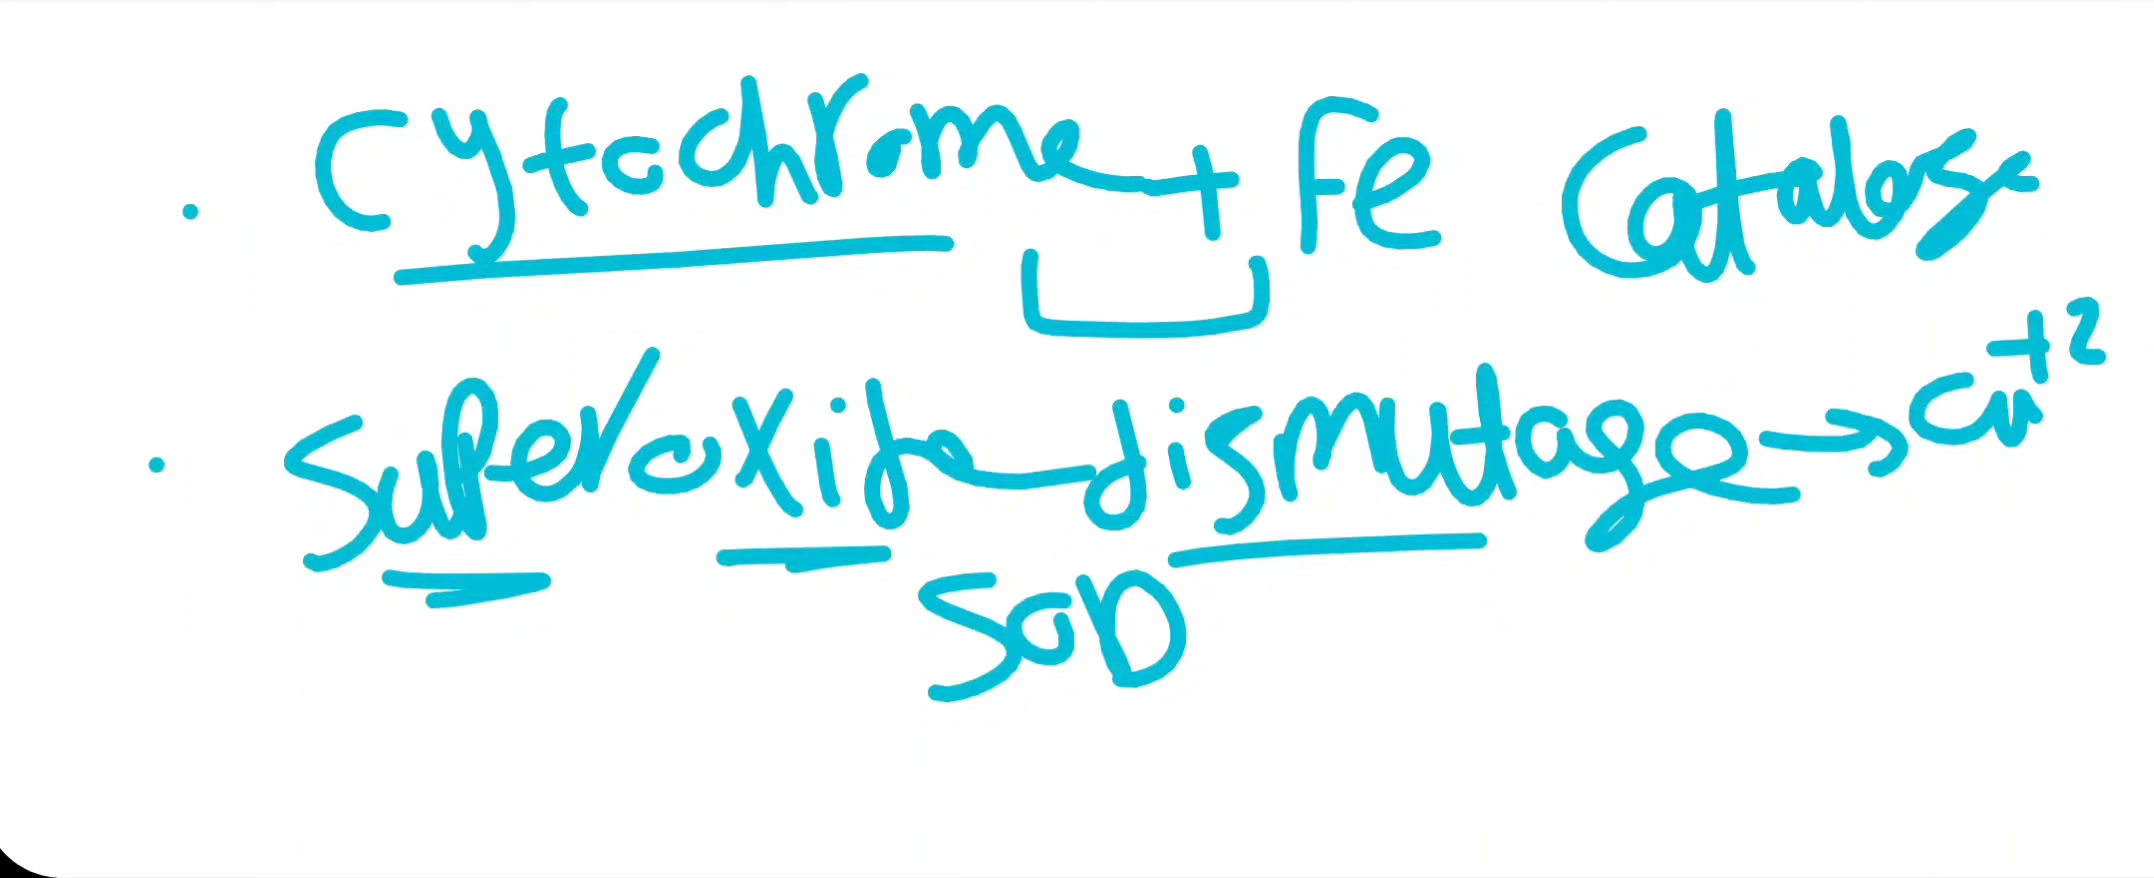 . Cytochrome + Fe Catalase
. Superoxide dismutase → Cu+2
SOD